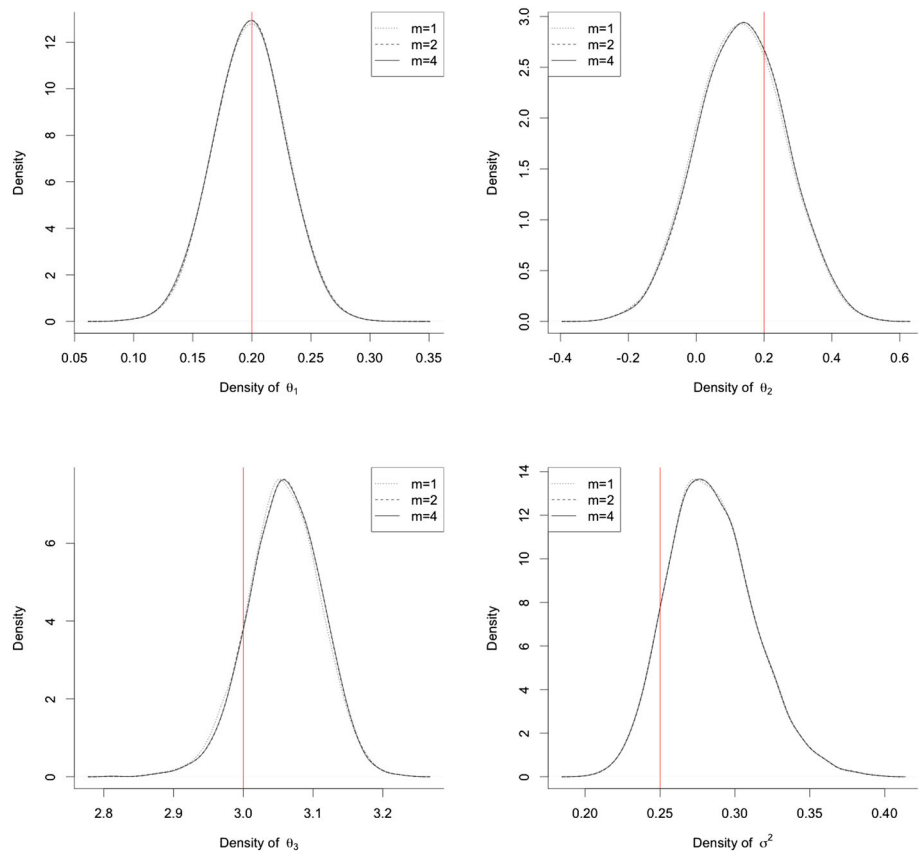 m=1
m=2
m=4
Density
0 2 4 6 8 10 12
0.05 0.10 0.15 0.20 0.25 0.30 0.35
Density of θ1
m=1
m=2
m=4
Density
0.0 0.5 1.0 1.5 2.0 2.5 3.0
-0.4 -0.2 0.0 0.2 0.4 0.6
Density of θ2
m=1
m=2
m=4
Density
0 2 4 6
2.8 2.9 3.0 3.1 3.2
Density of θ3
m=1
m=2
m=4
Density
0 2 4 6 8 10 12 14
0.20 0.25 0.30 0.35 0.40
Density of σ²